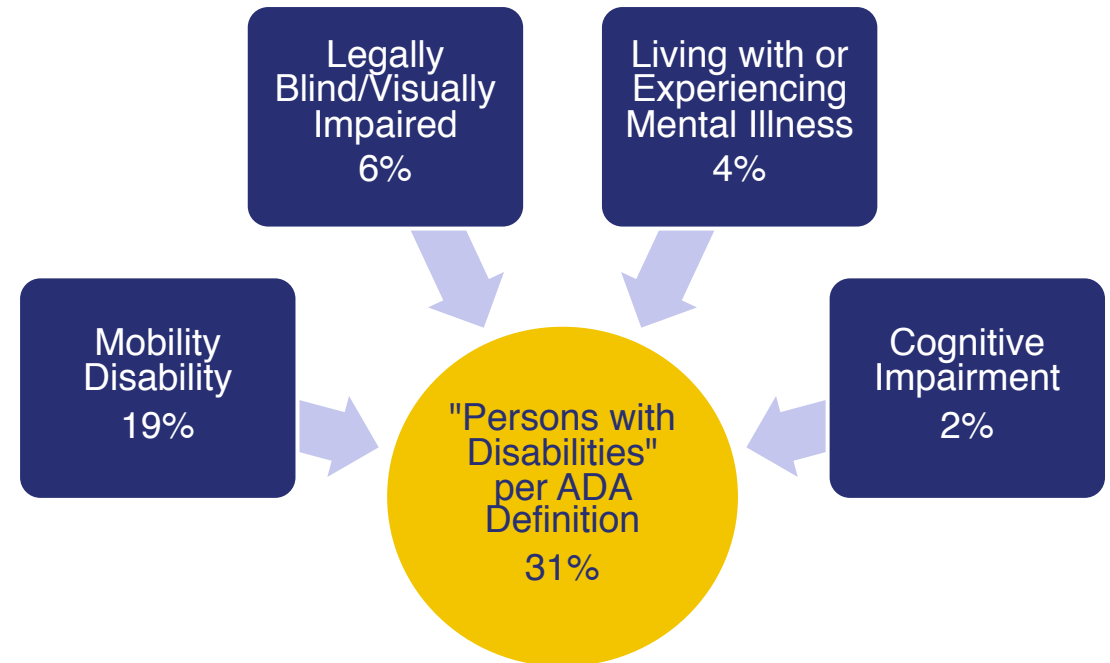 Legally
Blind/Visually
Impaired
6%
Living with or
Experiencing
Mental Illness
4%
Mobility
Disability
19%
Cognitive
Impairment
2%
"Persons with
Disabilities"
per ADA
Definition
31%